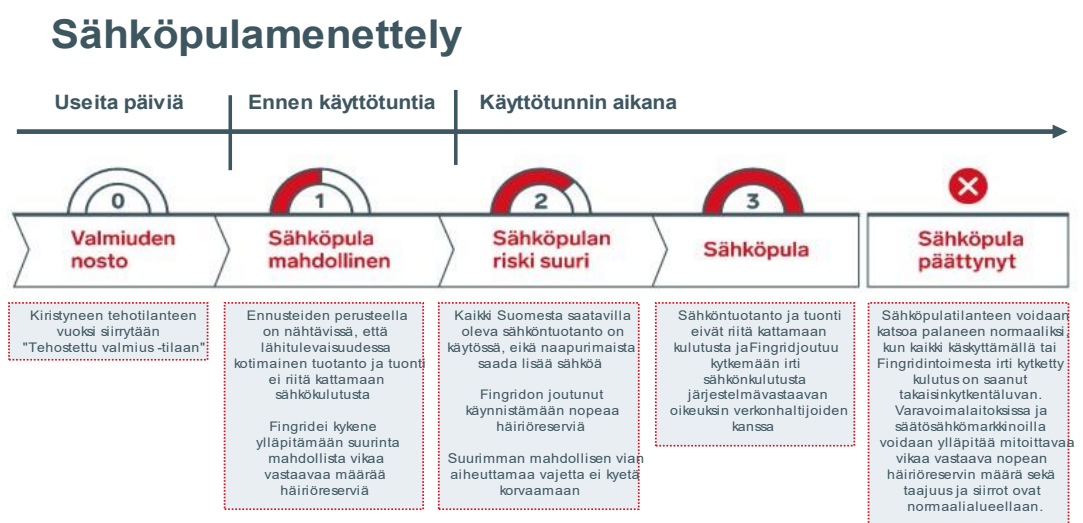 Sähköpulamenettely
Useita päiviä
Ennen käyttötuntia
Käyttötunnin aikana
0
Valmiuden
nosto
1
Sähköpula
mahdollinen
2
Sähköpulan
riski suuri
3
Sähköpula
Sähköpula
päättynyt
Kiristyneen tehotilanteen
vuoksi siirrytään
"Tehostettu valmius -tilaan"
Ennusteiden perusteella
on nähtävissä, että
lähitulevaisuudessa
kotimainen tuotanto ja tuonti
ei riitä kattamaan
sähkökulutusta
Fingridei kykene
ylläpitämään suurinta
mahdollista vikaa
vastaavaa määrää
häiriöreserviä
Kaikki Suomesta saatavilla
oleva sähköntuotanto on
käytössä, eikä naapurimaista
saada lisää sähköä
Fingridon joutunut
käynnistämään nopeaa
häiriöreserviä
Suurimman mahdollisen vian
aiheuttamaa vajetta ei kyetä
korvaamaan
Sähköntuotanto ja tuonti
eivät riitä kattamaan
kulutusta jaFingridjoutuu
kytkemään irti
sähkönkulutusta
järjestelmävastaavan
oikeuksin verkonhaltijoiden
kanssa
Sähköpulatilanteen voidaan
katsoa palaneen normaaliksi,
kun kaikki käskyttämällä tai
Fingridintoimesta irti kytketty
kulutus on saanut
takaisinkytkentäluvan.
Varavoimalaitoksissa ja
säätösähkömarkkinoilla
voidaan ylläpitää mitoittavaa
vikaa vastaava nopean
häiriöreservin määrä sekä
taajuus ja siirrot ovat
normaalialueellaan.